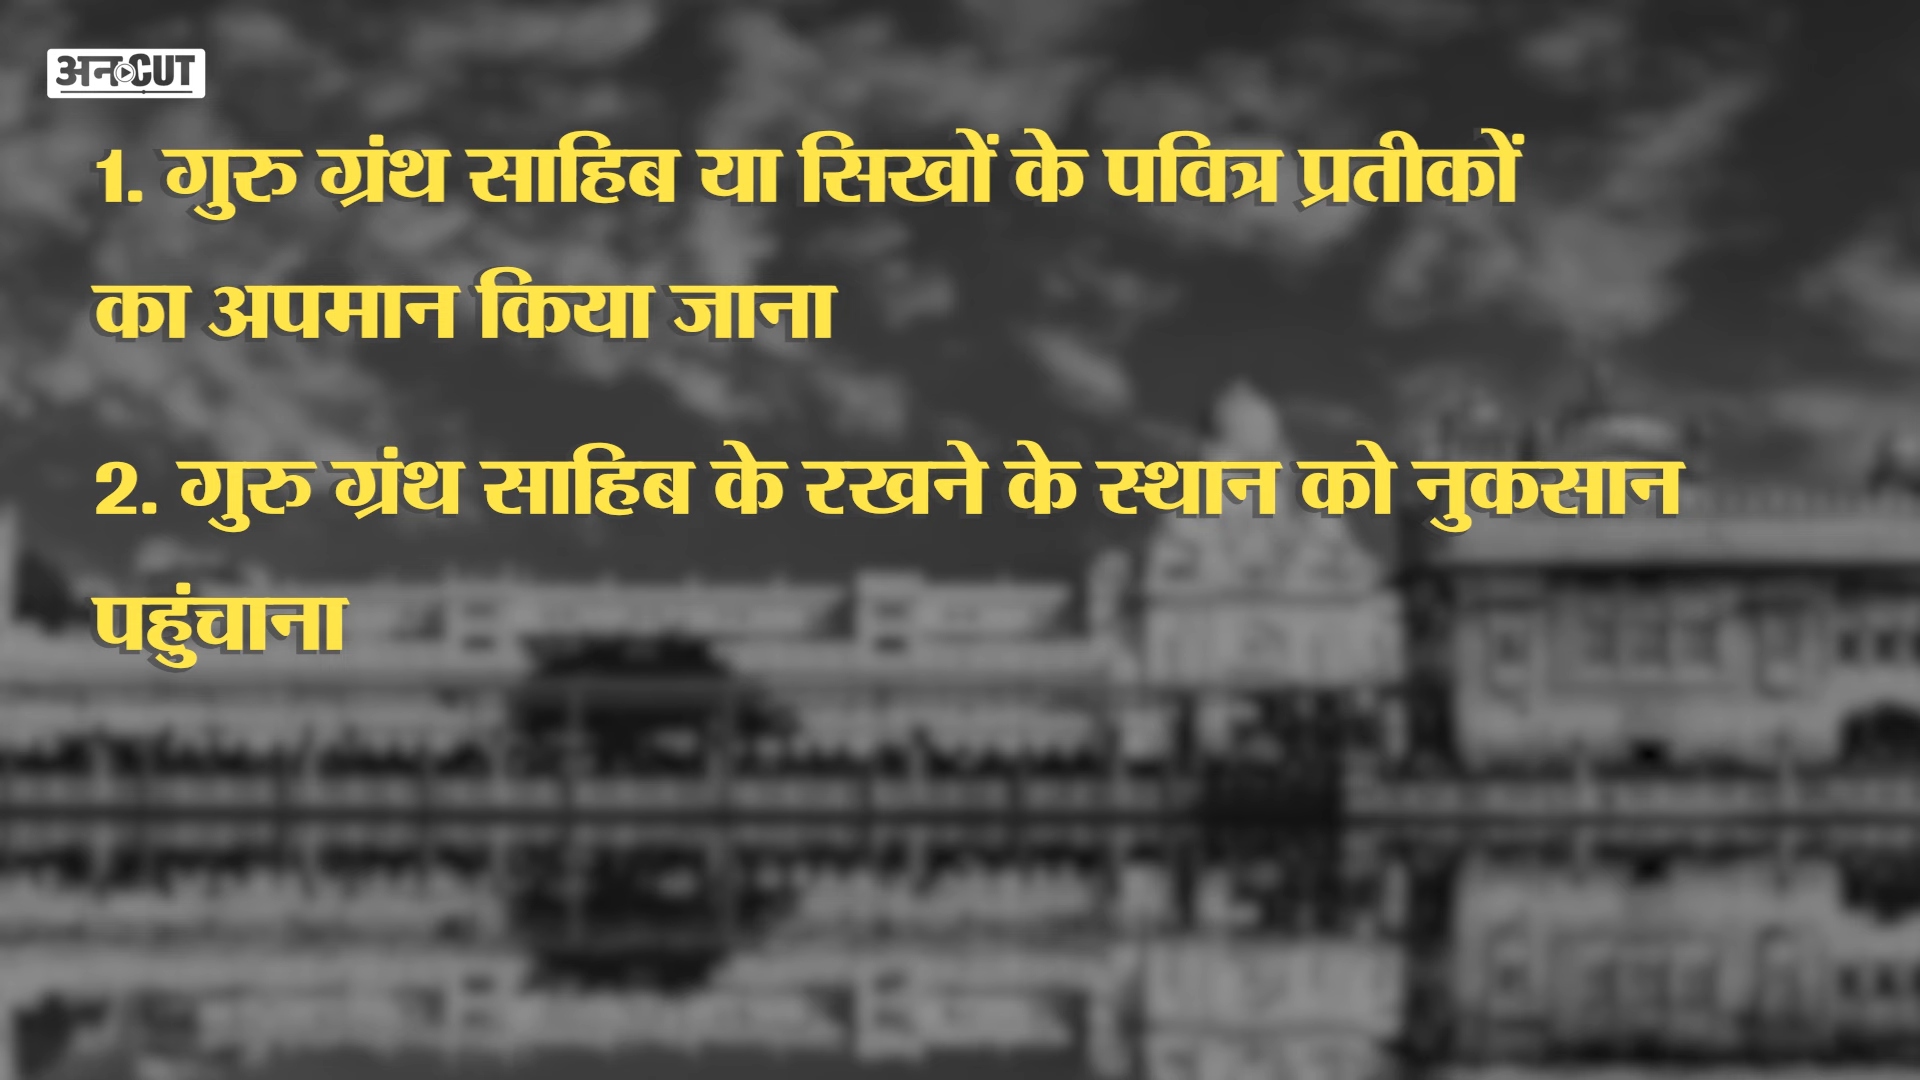 अनCUT
1. गुरु ग्रंथ साहिब या सिखों के पवित्र प्रतीकों
का अपमान किया जाना
2. गुरु ग्रंथ साहिब के रखने के स्थान को नुकसान
पहुंचाना